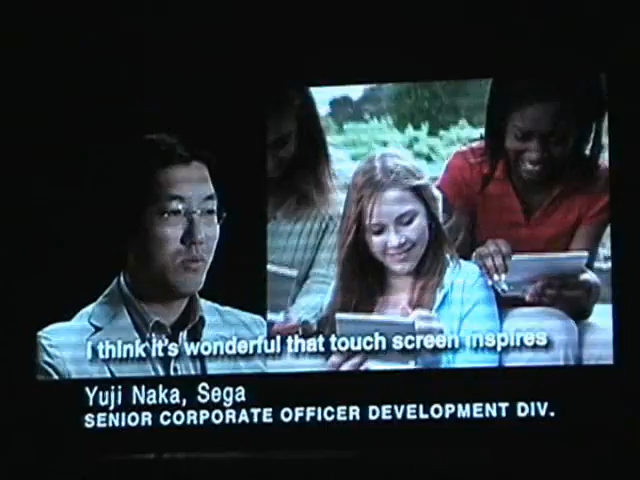 I think it's wonderful that touch screen inspires
Yuji Naka, Sega
SENIOR CORPORATE OFFICER DEVELOPMENT DIV.